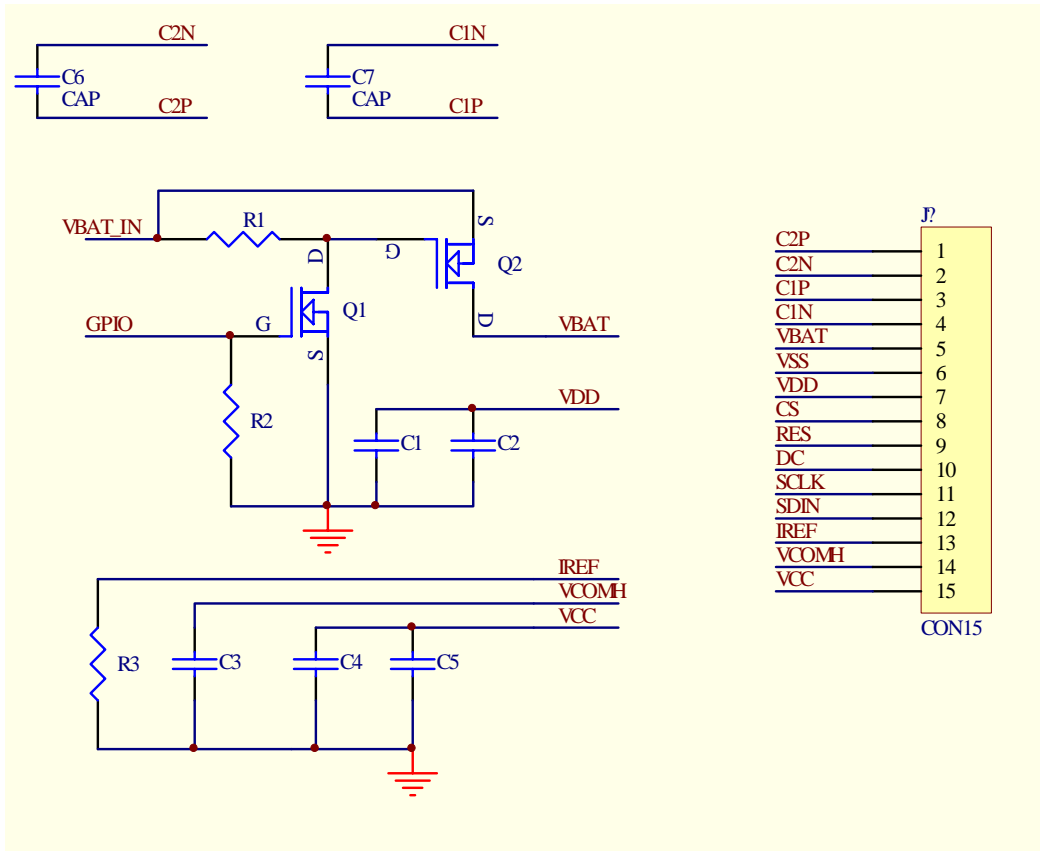 C2N
C6
CAP
C2P
C1N
C7
CAP
C1P
VBAT_IN
R1
D
G
S
Q2
D
VBAT
GPIO
G
Q1
S
R2
VDD
C1
C2
IREF
VCOMH
VCC
R3
C3
C4
C5
J?
C2P 1
C2N 2
C1P 3
C1N 4
VBAT 5
VSS 6
VDD 7
CS 8
RES 9
DC 10
SCLK 11
SDIN 12
IREF 13
VCOMH 14
VCC 15
CON15